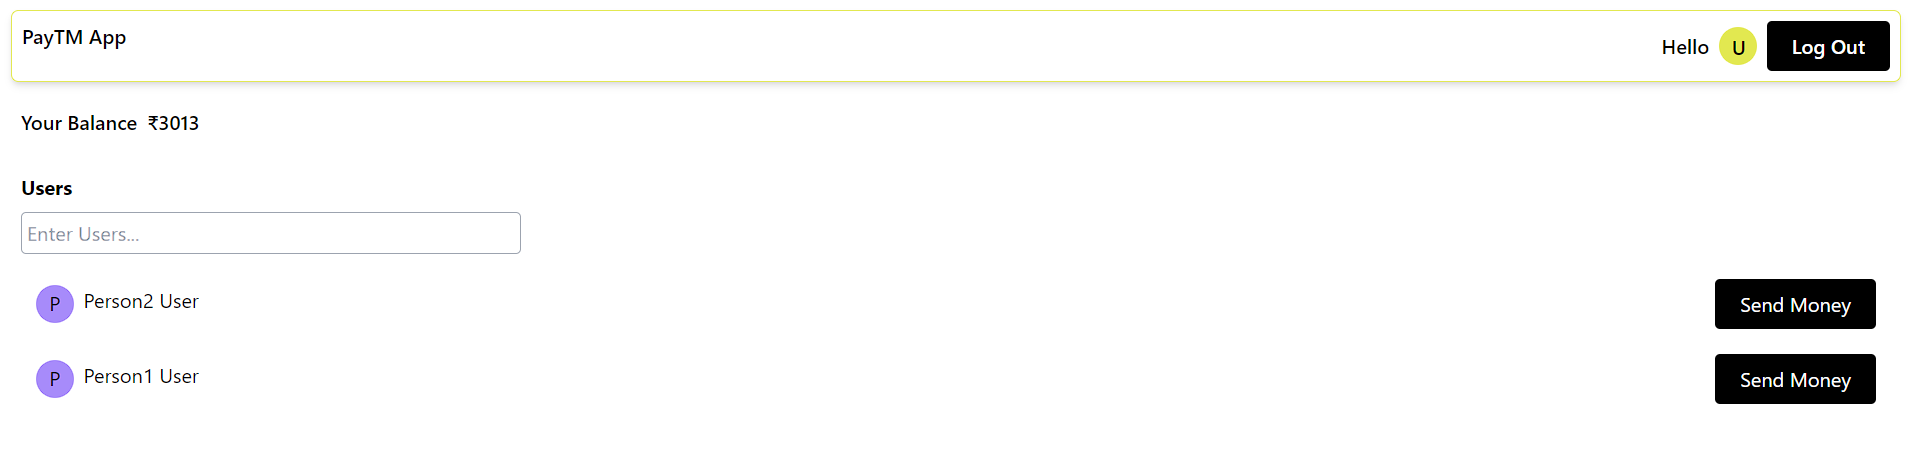 PayTM App
Hello U Log Out
Your Balance ₹3013
Users
Enter Users...
P Person2 User Send Money
P Person1 User Send Money